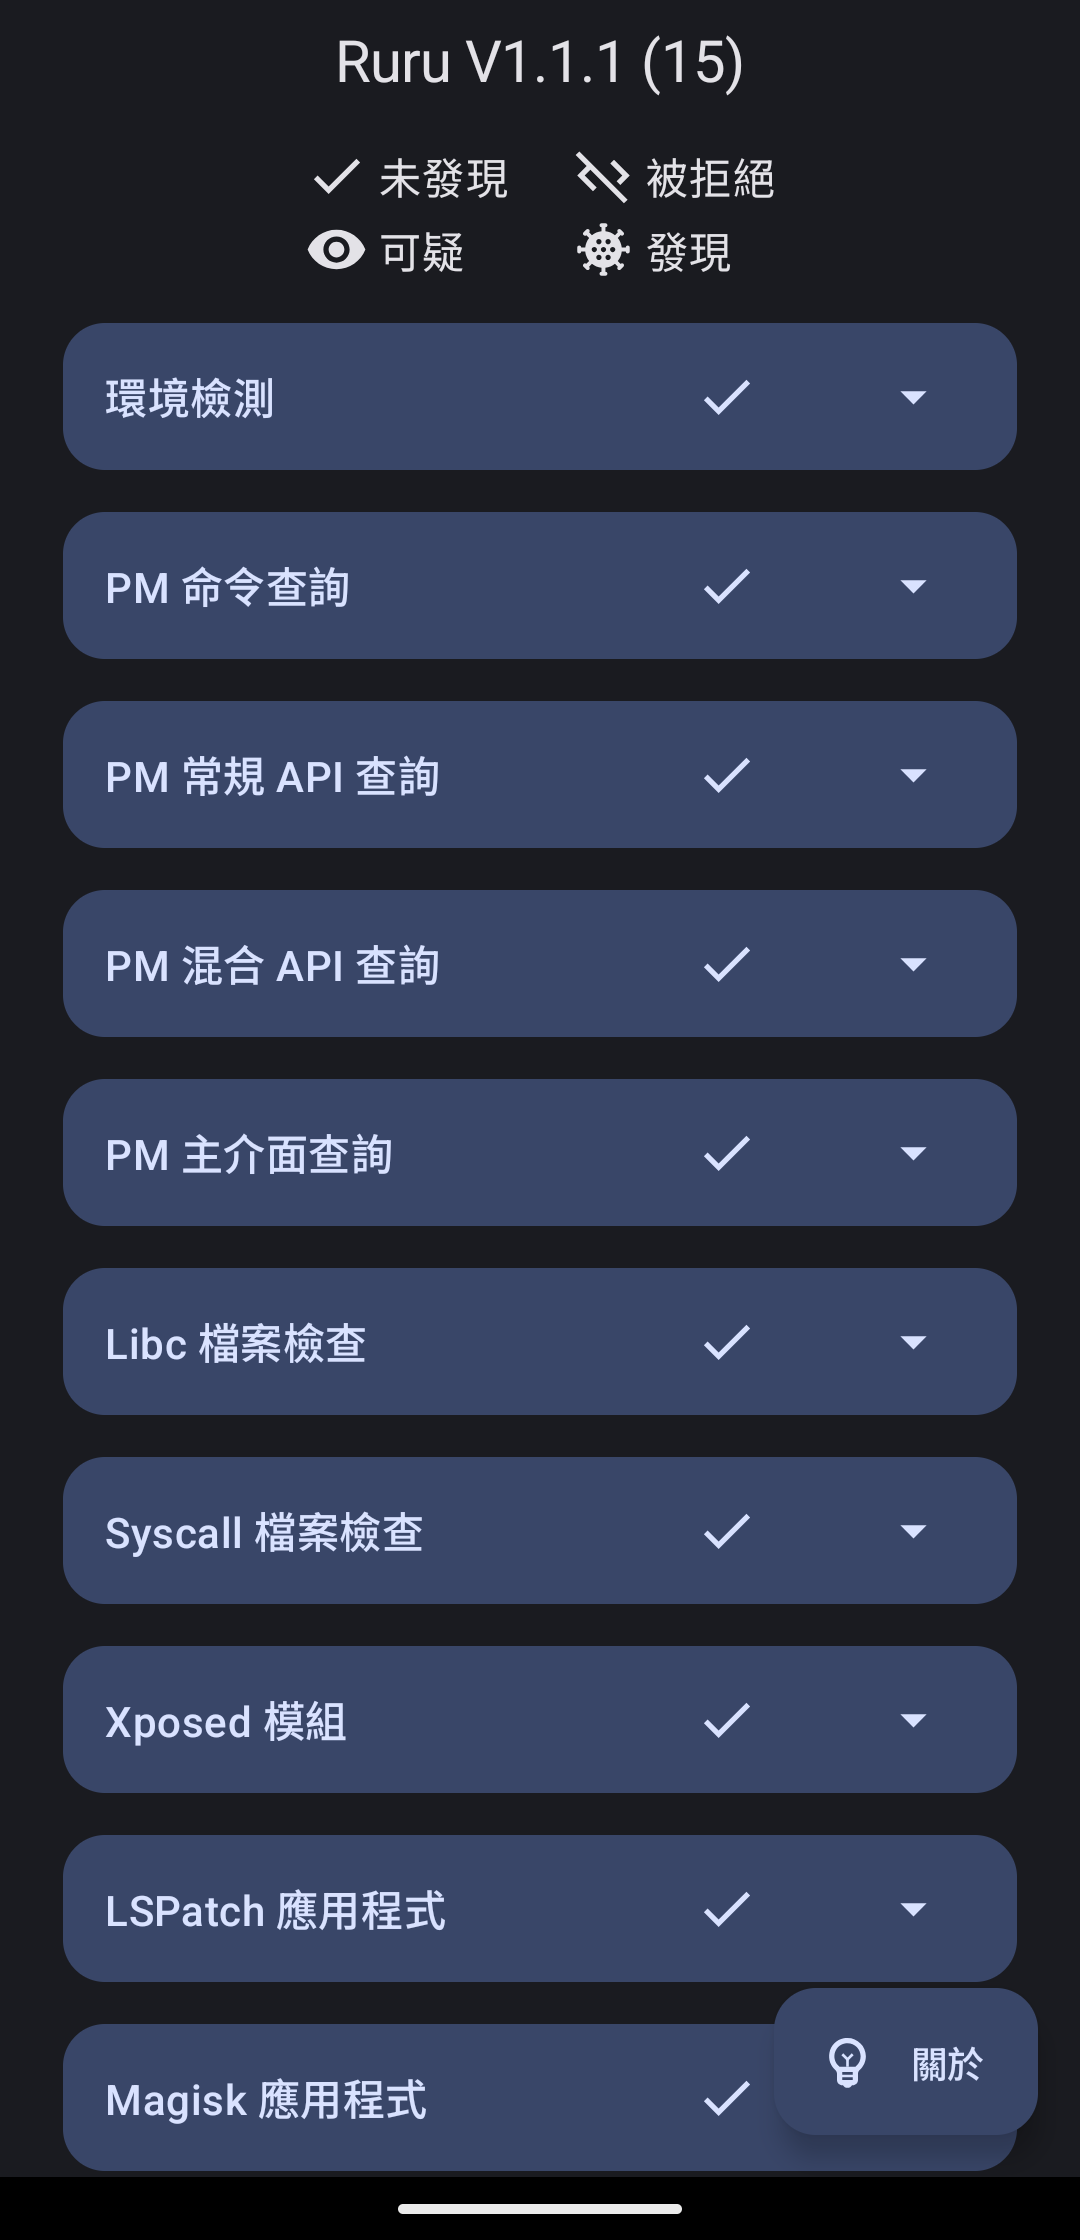 Ruru V1.1.1 (15)
未發現 被拒絕
可疑 發現
環境檢測
PM 命令查詢
PM 常規 API 查詢
PM 混合 API 查詢
PM 主介面查詢
Libc 檔案檢查
Syscall 檔案檢查
Xposed 模組
LSPatch 應用程式
Magisk 應用程式
關於